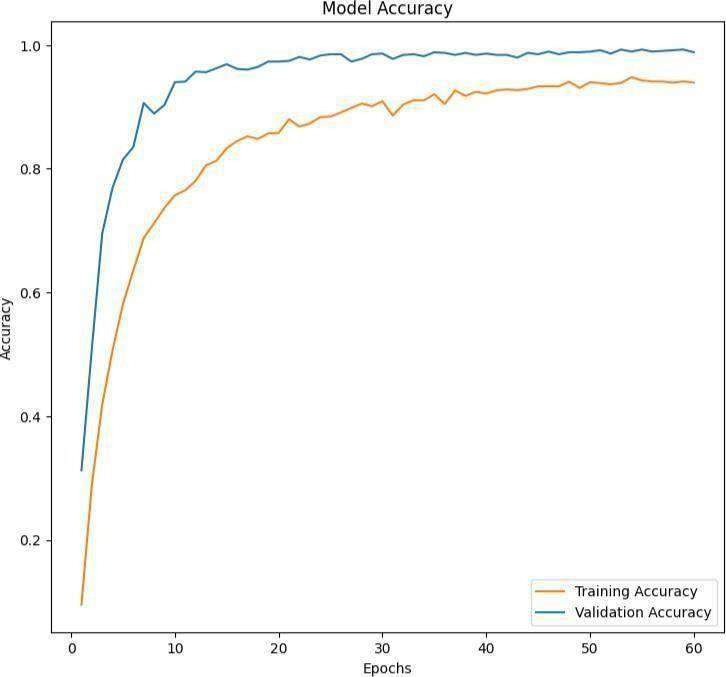 Model Accuracy
1.0
0.8
0.6
0.4
0.2
Accuracy
Training Accuracy
Validation Accuracy
0 10 20 30 40 50 60
Epochs